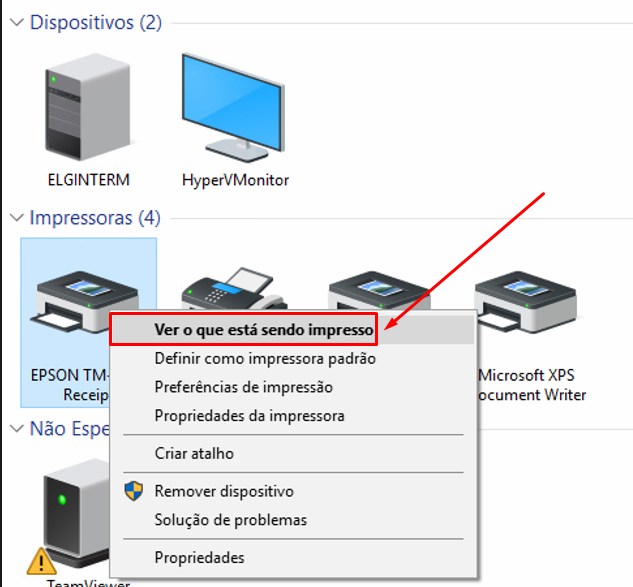 Dispositivos (2)
ELGINTERM
HyperVMonitor
Impressoras (4)
EPSON TM-
Receip
Microsoft XPS
ocument Writer
Ver o que está sendo impresso
Definir como impressora padrão
Preferências de impressão
Propriedades da impressora
Criar atalho
Remover dispositivo
Solução de problemas
Propriedades
Não Espe
TeamViewer